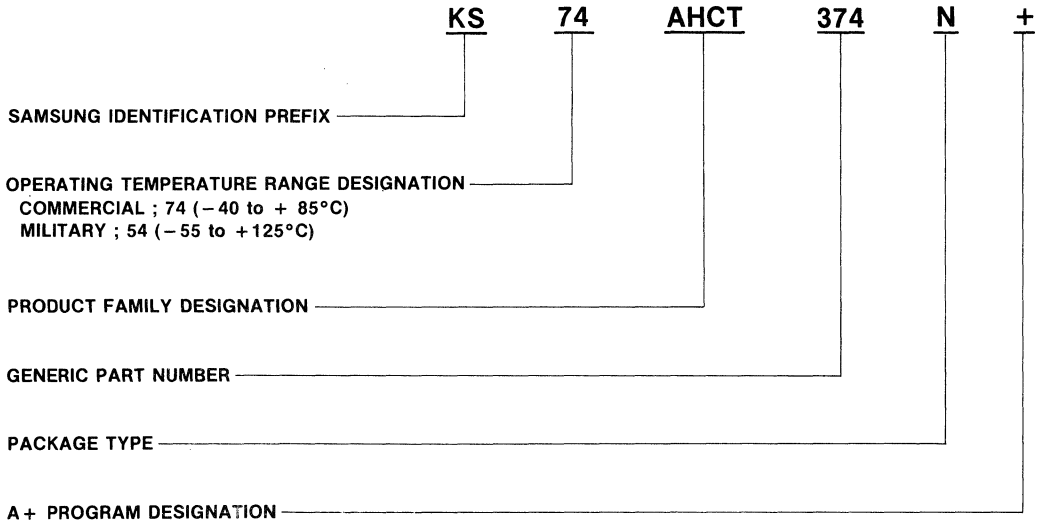 KS 74 AHCT 374 N +
SAMSUNG IDENTIFICATION PREFIX
OPERATING TEMPERATURE RANGE DESIGNATION
COMMERCIAL ; 74 (−40 to + 85°C)
MILITARY ; 54 (−55 to +125°C)
PRODUCT FAMILY DESIGNATION
GENERIC PART NUMBER
PACKAGE TYPE
A+ PROGRAM DESIGNATION